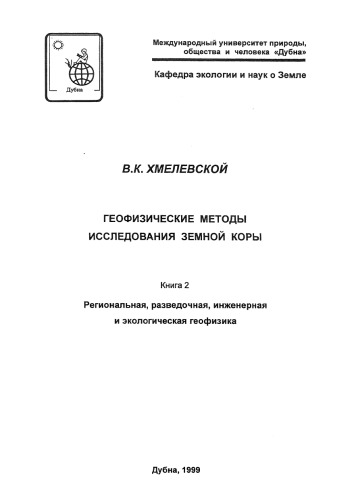 Дубна
Международный университет природы,
общества и человека «Дубна»
Кафедра экологии и наук о Земле
В.К. ХМЕЛЕВСКОЙ
ГЕОФИЗИЧЕСКИЕ МЕТОДЫ
ИССЛЕДОВАНИЯ ЗЕМНОЙ КОРЫ
Книга 2
Региональная, разведочная, инженерная
и экологическая геофизика
Дубна, 1999